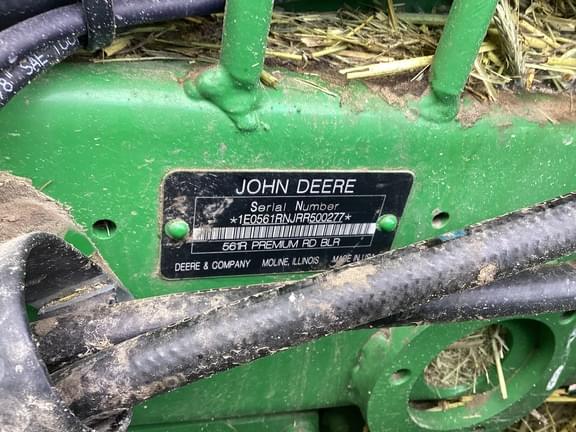 8" SAE 100
JOHN DEERE
Serial Number
*1E0561RNJRR500277*
561R PREMIUM RD BLR
DEERE & COMPANY MOLINE, ILLINOIS MADE IN USA